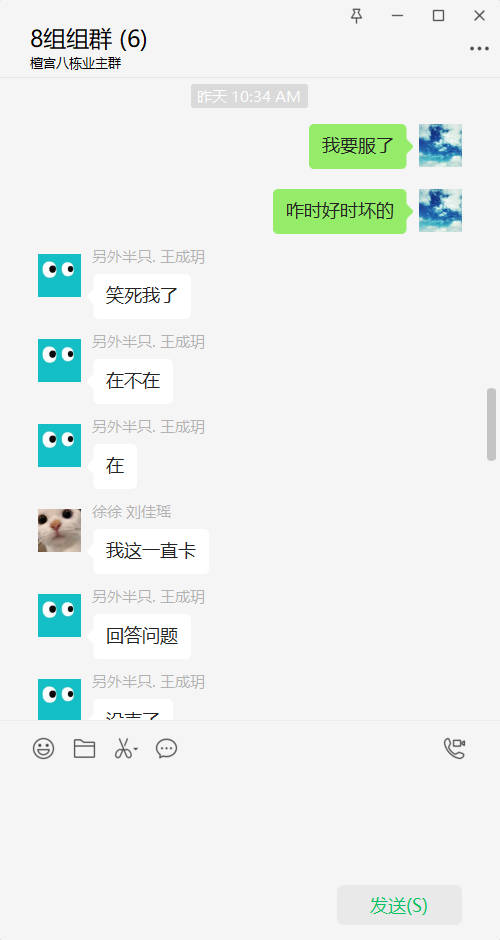 8组组群 (6)
檀宫八栋业主群
昨天 10:34 AM
我要服了
咋时好时坏的
另外半只. 王成玥
笑死我了
另外半只. 王成玥
在不在
另外半只. 王成玥
在
徐徐 刘佳瑶
我这一直卡
另外半只. 王成玥
回答问题
另外半只. 王成玥
没声了
发送(S)